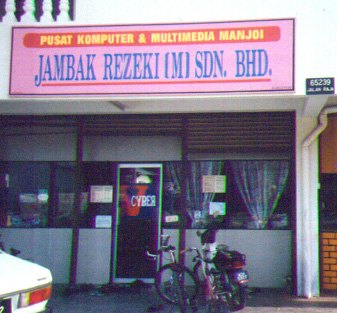 PUSAT KOMPUTER & MULTIMEDIA MANJOI
JAMBAK REZEKI (M) SDN. BHD.
65239
CYBER